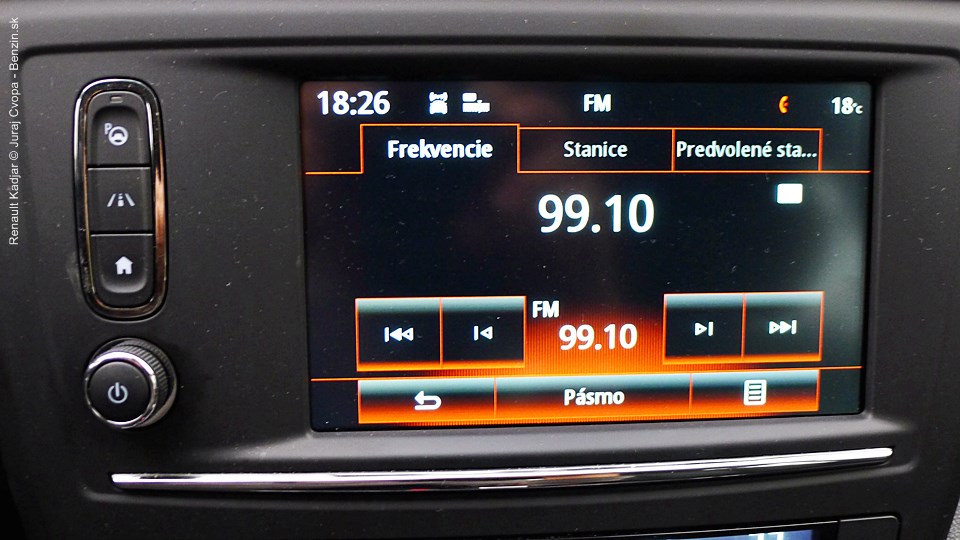 Renault Kadjar © Juraj Cvopa - Benzin.sk
18:26 FM 18°C
Frekvencie Stanice Predvolené sta...
99.10
FM
99.10
Pásmo
P